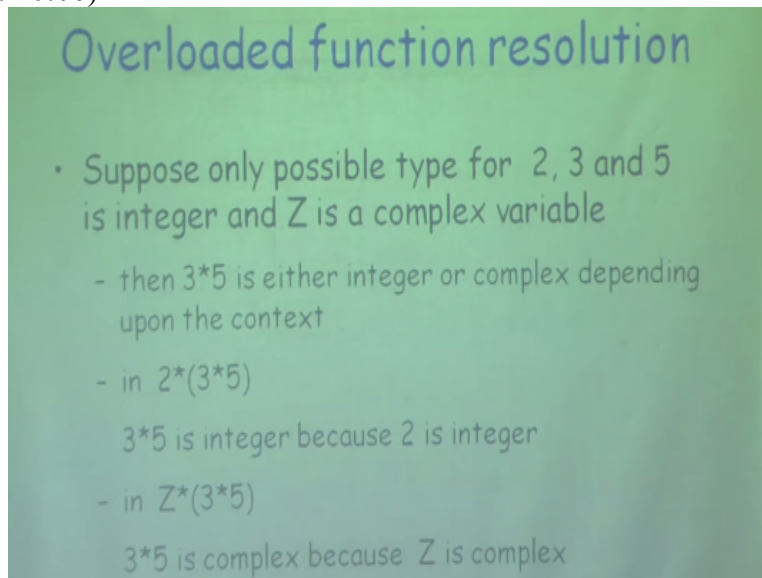 Overloaded function resolution
• Suppose only possible type for 2, 3 and 5
is integer and Z is a complex variable
- then 3*5 is either integer or complex depending
upon the context
- in 2*(3*5)
3*5 is integer because 2 is integer
- in Z*(3*5)
3*5 is complex because Z is complex